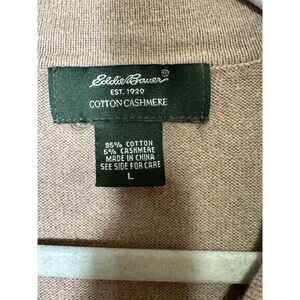 Eddie Bauer®
EST. 1920
COTTON CASHMERE
95% COTTON
5% CASHMERE
MADE IN CHINA
SEE SIDE FOR CARE
L